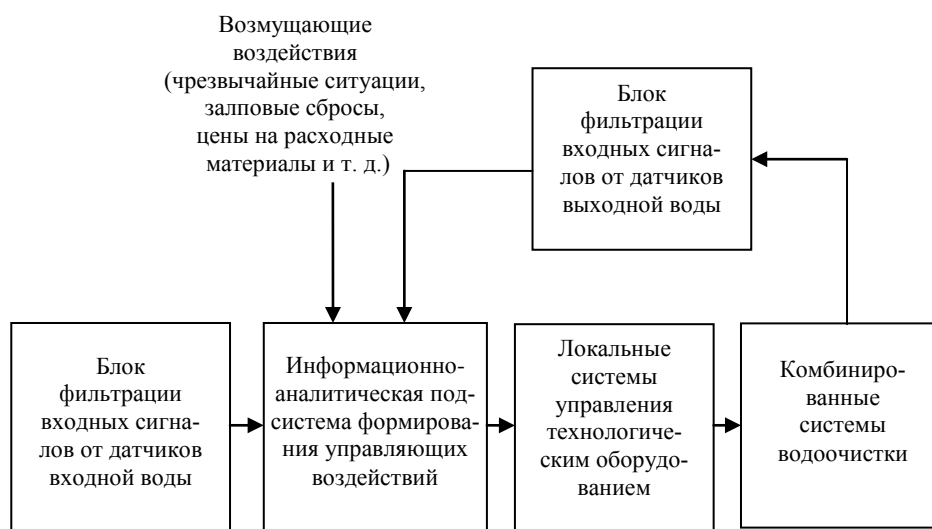 Возмущающие
воздействия
(чрезвычайные ситуации,
залповые сбросы,
цены на расходные
материалы и т. д.)
Блок
фильтрации
входных сигна-
лов от датчиков
выходной воды
Блок
фильтрации
входных сигна-
лов от датчиков
входной воды
Информационно-
аналитическая под-
система формирова-
ния управляющих
воздействий
Локальные
системы
управления
технологиче-
ским оборудо-
ванием
Комбиниро-
ванные
системы
водоочистки